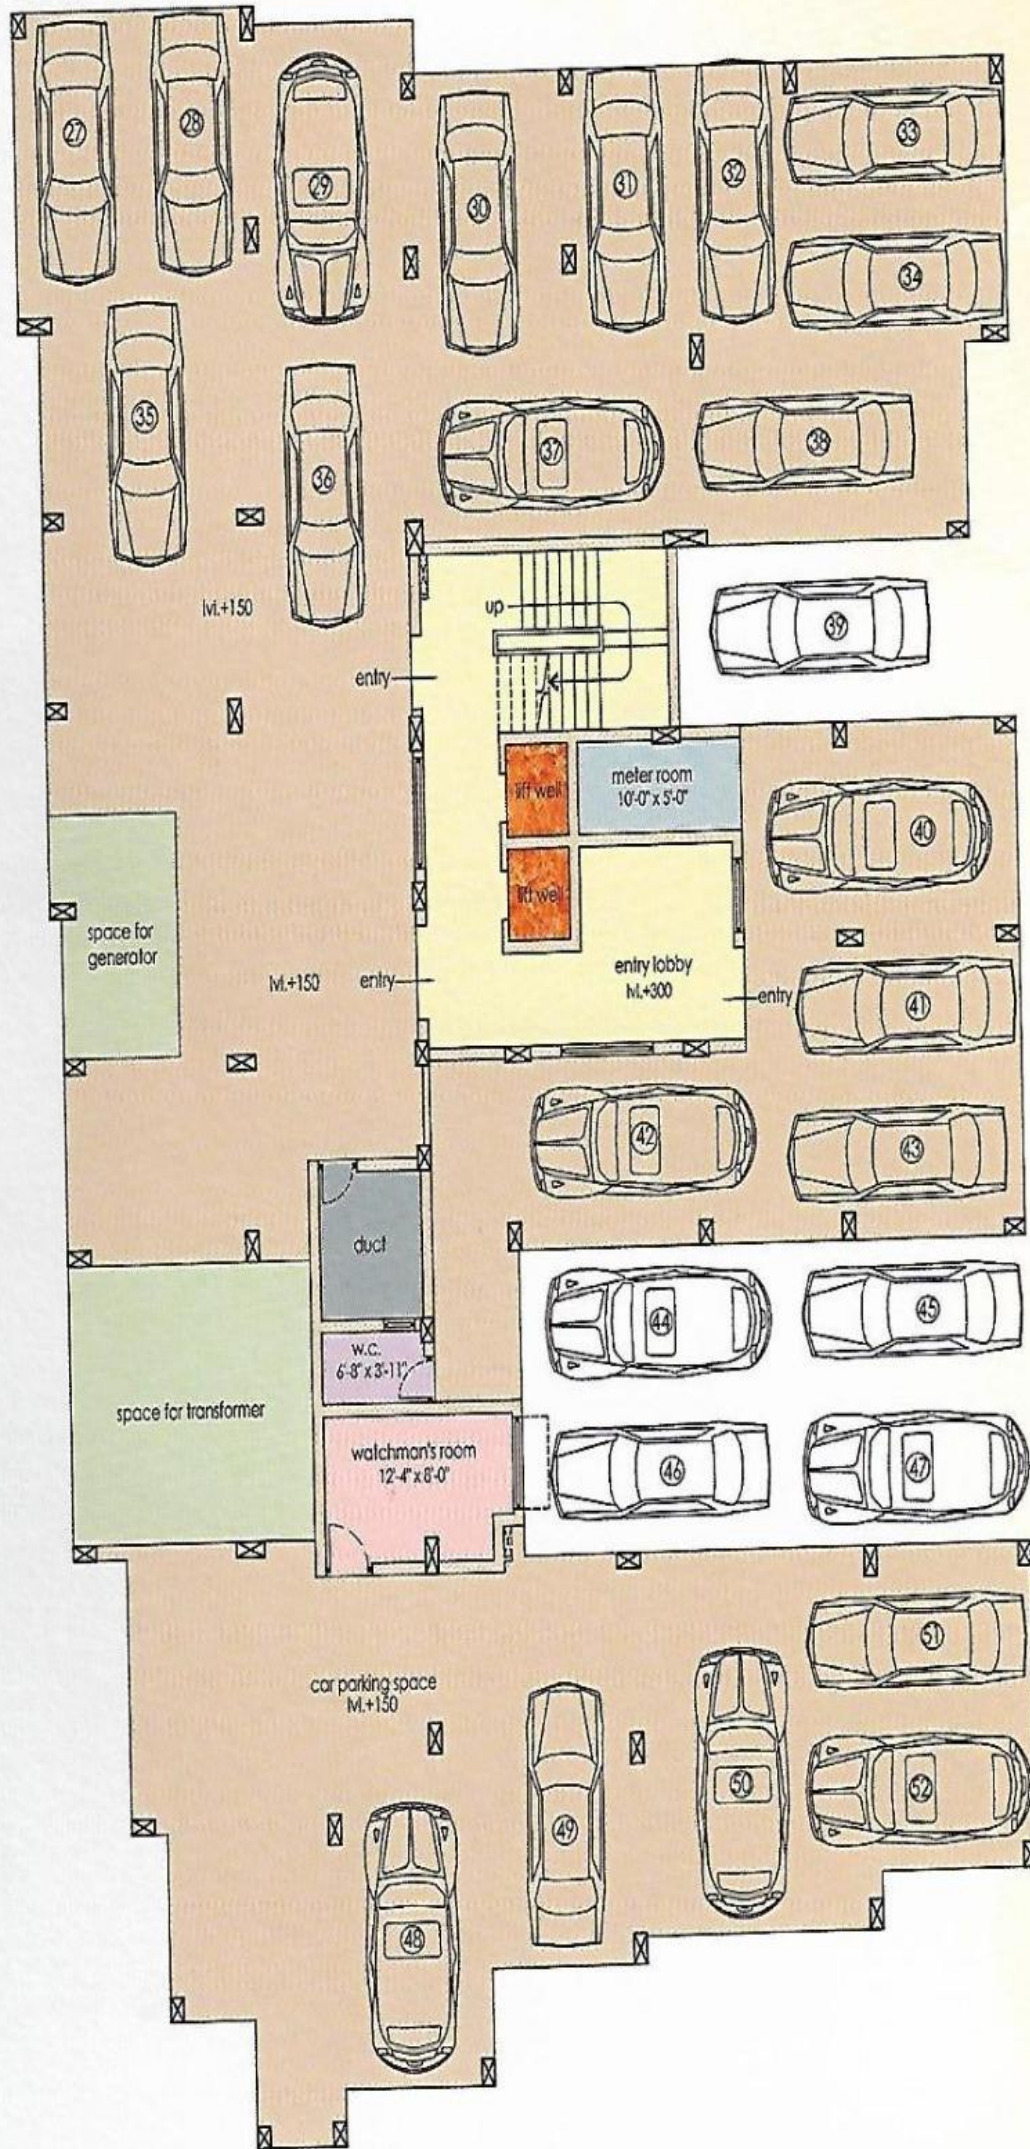 27
28
29
30
31
32
33
34
35
36
37
38
lvl.+150
up
39
entry
lift well
meter room
10'-0" x 5'-0"
40
lift well
space for
generator
lvl.+150
entry
entry lobby
lvl.+300
entry
41
42
43
duct
44
45
w.c.
6'-8" x 3'-11"
space for transformer
watchman's room
12'-4" x 8'-0"
46
47
51
car parking space
lvl.+150
49
50
52
48